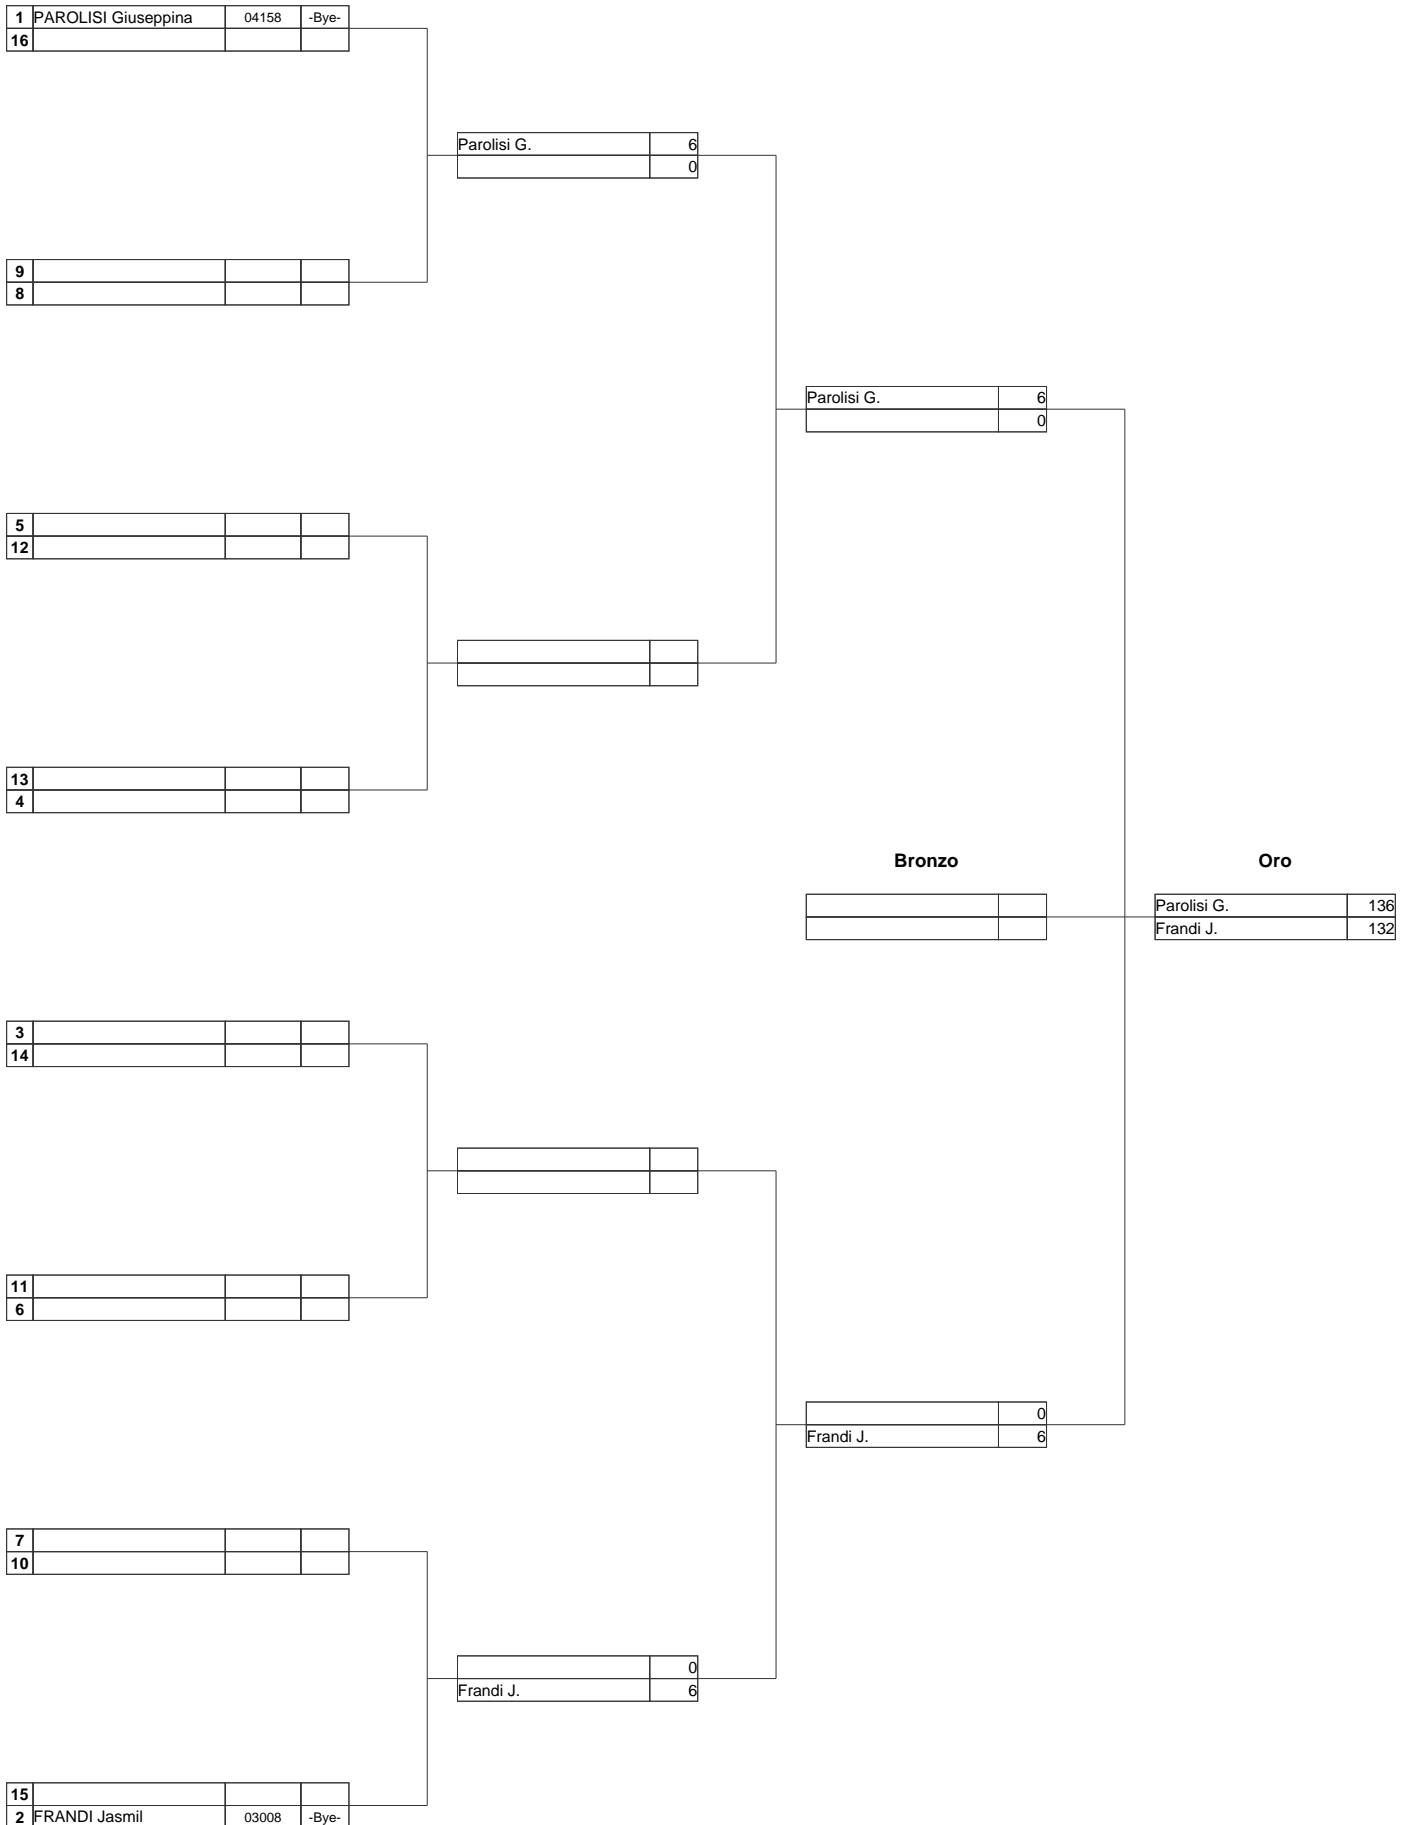 1 PAROLISI Giuseppina 04158 -Bye-
16
Parolisi G. 6
0
9
8
Parolisi G. 6
0
5
12
13
4
Bronzo Oro
Parolisi G. 136
Frandi J. 132
3
14
11
6
0
Frandi J. 6
7
10
0
Frandi J. 6
15
2 FRANDI Jasmil 03008 -Bye-